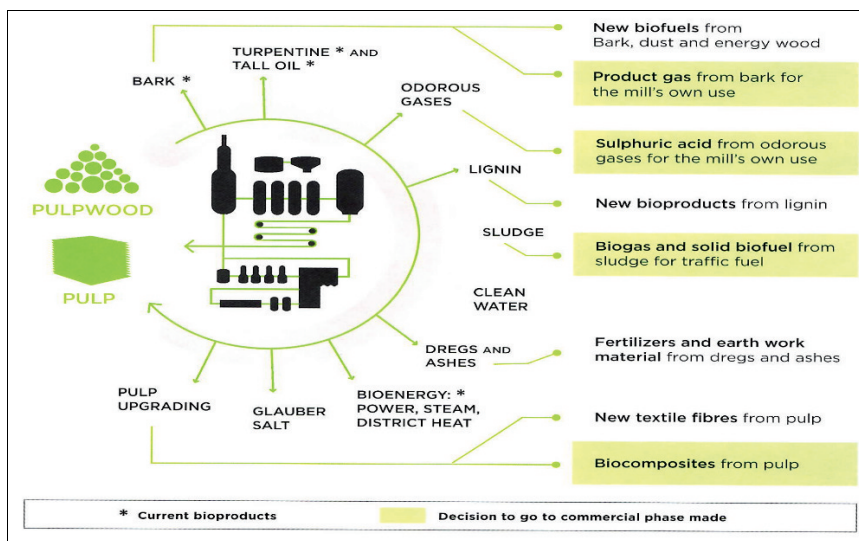 New biofuels from
Bark, dust and energy wood
TURPENTINE * AND
TALL OIL *
BARK *
Product gas from bark for
the mill's own use
ODOROUS
GASES
Sulphuric acid from odorous
gases for the mill's own use
LIGNIN
PULPWOOD
New bioproducts from lignin
SLUDGE
Biogas and solid biofuel from
sludge for traffic fuel
PULP
CLEAN
WATER
DREGS AND
ASHES
Fertilizers and earth work
material from dregs and ashes
PULP
UPGRADING
GLAUBER
SALT
BIOENERGY: *
POWER, STEAM,
DISTRICT HEAT
New textile fibres from pulp
Biocomposites from pulp
* Current bioproducts
Decision to go to commercial phase made